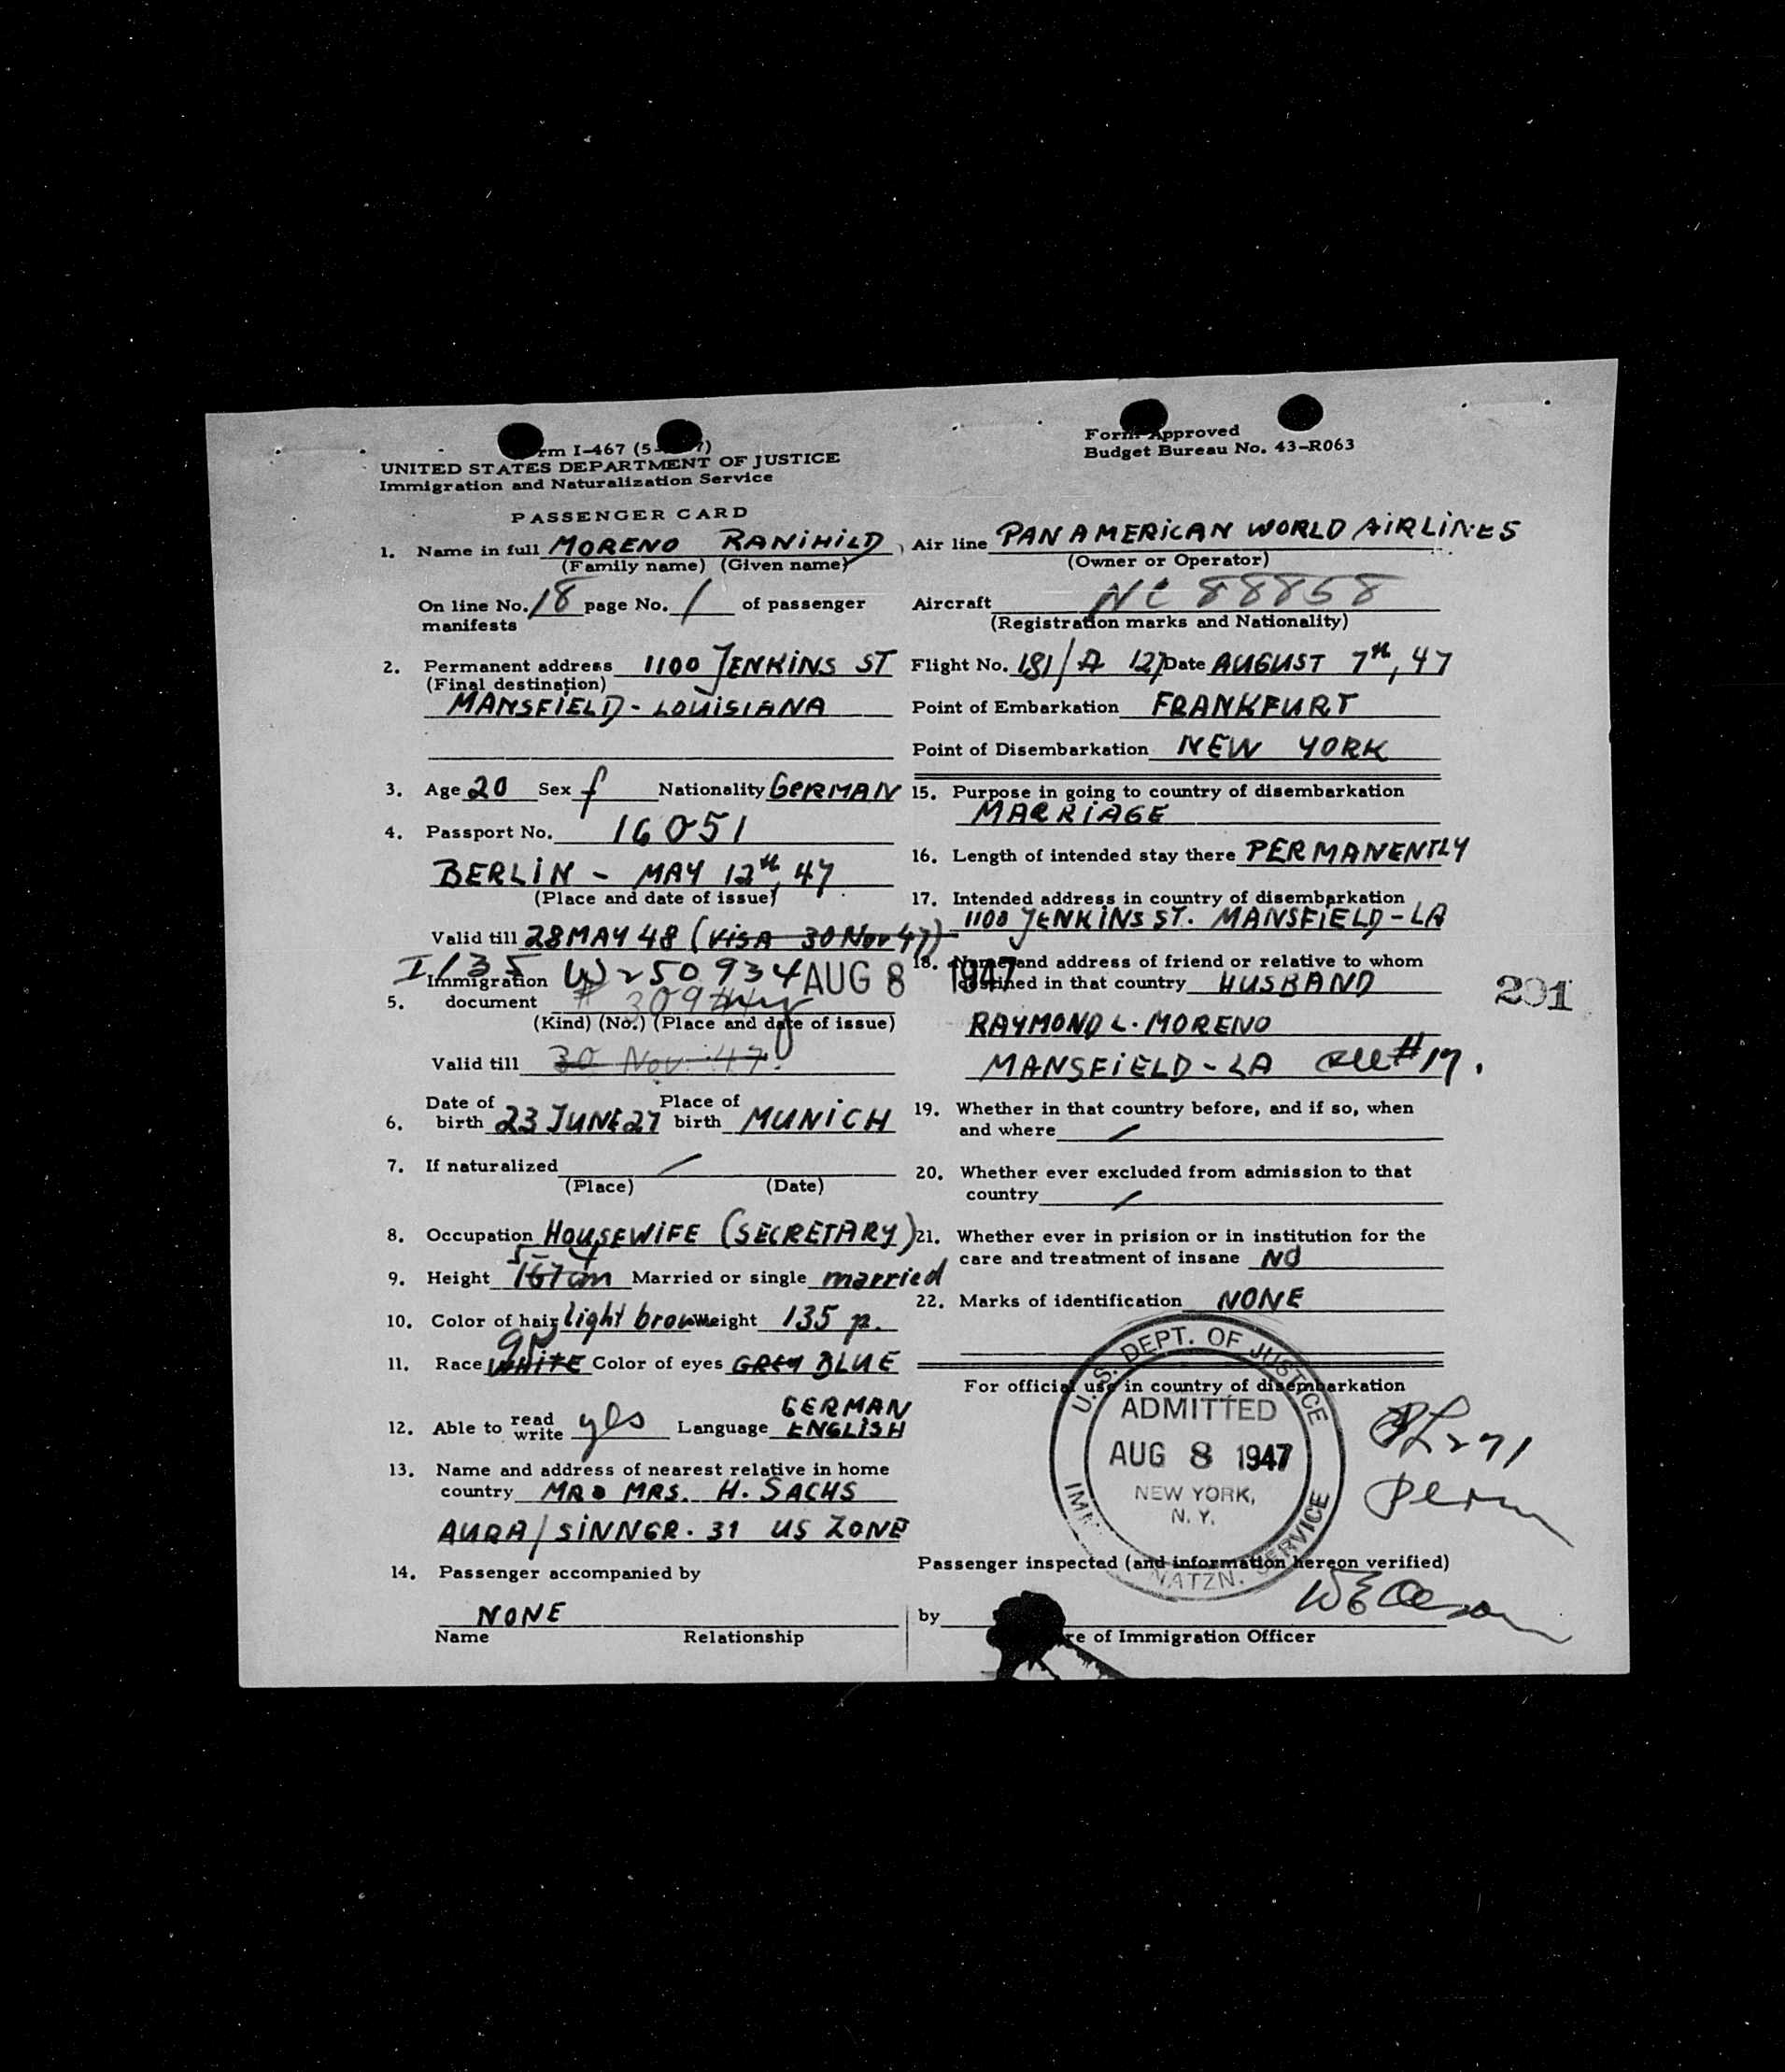 rm I-467 (5-
UNITED STATES DEPARTMENT OF JUSTICE
Immigration and Naturalization Service
Form Approved
Budget Bureau No. 43-R063
PASSENGER CARD
1. Name in full MORENO RANIHILD
(Family name) (Given name)
On line No. 18 page No. 1 of passenger
manifests
2. Permanent address 1100 JENKINS ST
(Final destination)
MANSFIELD - LOUISIANA
3. Age 20 Sex f Nationality GERMAN
4. Passport No. 16051
BERLIN - MAY 12th, 47
(Place and date of issue)
Valid till 28 MAY 48 (VISA 30 Nov 47)
I/35 W250934 AUG 8 1947
5. Immigration
document # 309
(Kind) (No.) (Place and date of issue)
Valid till 30 Nov. 47.
6. Date of birth 23 JUNE 27 Place of birth MUNICH
7. If naturalized /
(Place) (Date)
8. Occupation HOUSEWIFE (SECRETARY)
5 4
9. Height 167 cm Married or single married
10. Color of hair light brown Weight 135 p.
11. Race WHITE Color of eyes GREY BLUE
12. Able to read write yes Language GERMAN ENGLISH
13. Name and address of nearest relative in home
country MR & MRS. H. SACHS
AURA / SINNGR. 31 US ZONE
14. Passenger accompanied by
NONE
Name Relationship
Air line PAN AMERICAN WORLD AIRLINES
(Owner or Operator)
Aircraft NC 88858
(Registration marks and Nationality)
Flight No. 181/A 127 Date AUGUST 7th, 47
Point of Embarkation FRANKFURT
Point of Disembarkation NEW YORK
15. Purpose in going to country of disembarkation
MARRIAGE
16. Length of intended stay there PERMANENTLY
17. Intended address in country of disembarkation
1100 JENKINS ST. MANSFIELD - LA
18. Name and address of friend or relative to whom
destined in that country HUSBAND
RAYMOND L. MORENO
MANSFIELD - LA #17.
291
19. Whether in that country before, and if so, when
and where /
20. Whether ever excluded from admission to that
country /
21. Whether ever in prision or in institution for the
care and treatment of insane NO
22. Marks of identification NONE
For official use in country of disembarkation
U.S. DEPT. OF JUSTICE
ADMITTED
AUG 8 1947
NEW YORK,
N. Y.
IMM NATZN. SERVICE
perm
Passenger inspected (and information hereon verified)
by
re of Immigration Officer